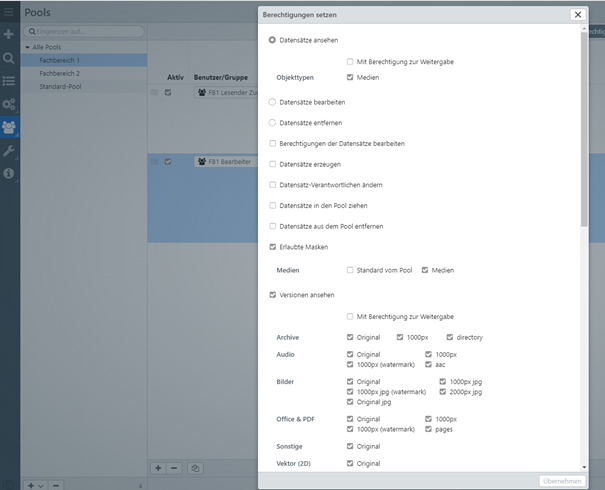 Pools
Eingrenzen auf...
Alle Pools
Fachbereich 1
Fachbereich 2
Standard-Pool
Aktiv Benutzer/Gruppe
FB1 Lesender Zu
FB1 Bearbeiter
Berechtigungen setzen
Datensätze ansehen
Mit Berechtigung zur Weitergabe
Objekttypen Medien
Datensätze bearbeiten
Datensätze entfernen
Berechtigungen der Datensätze bearbeiten
Datensätze erzeugen
Datensatz-Verantwortlichen ändern
Datensätze in den Pool ziehen
Datensätze aus dem Pool entfernen
Erlaubte Masken
Medien Standard vom Pool Medien
Versionen ansehen
Mit Berechtigung zur Weitergabe
Archive Original 1000px directory
Audio Original 1000px
1000px (watermark) aac
Bilder Original 1000px jpg
1000px jpg (watermark) 2000px jpg
Original jpg
Office & PDF Original 1000px
1000px (watermark) pages
Sonstige Original
Vektor (2D) Original
Übernehmen